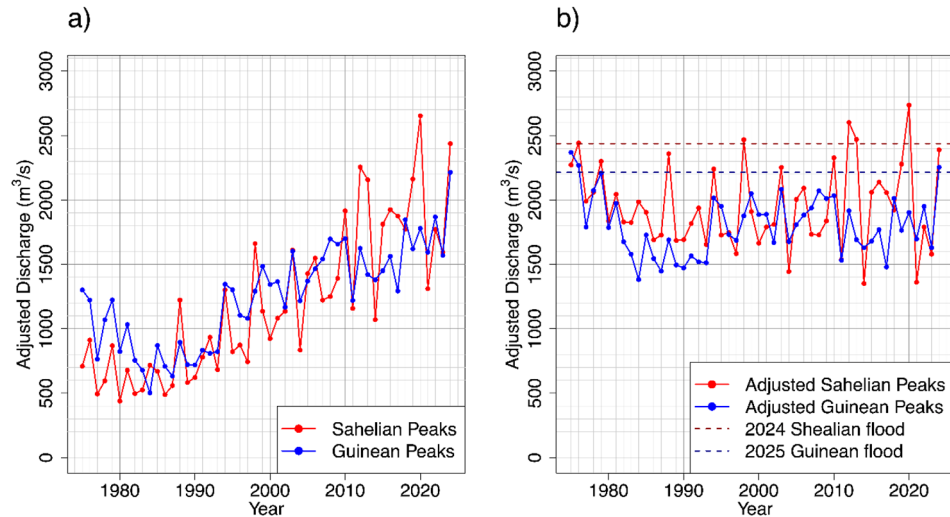 a)
Adjusted Discharge (m³/s)
3000
2500
2000
1500
1000
500
0
1980 1990 2000 2010 2020
Year
Sahelian Peaks
Guinean Peaks
b)
Adjusted Discharge (m³/s)
3000
2500
2000
1500
1000
500
0
1980 1990 2000 2010 2020
Year
Adjusted Sahelian Peaks
Adjusted Guinean Peaks
2024 Shealian flood
2025 Guinean flood